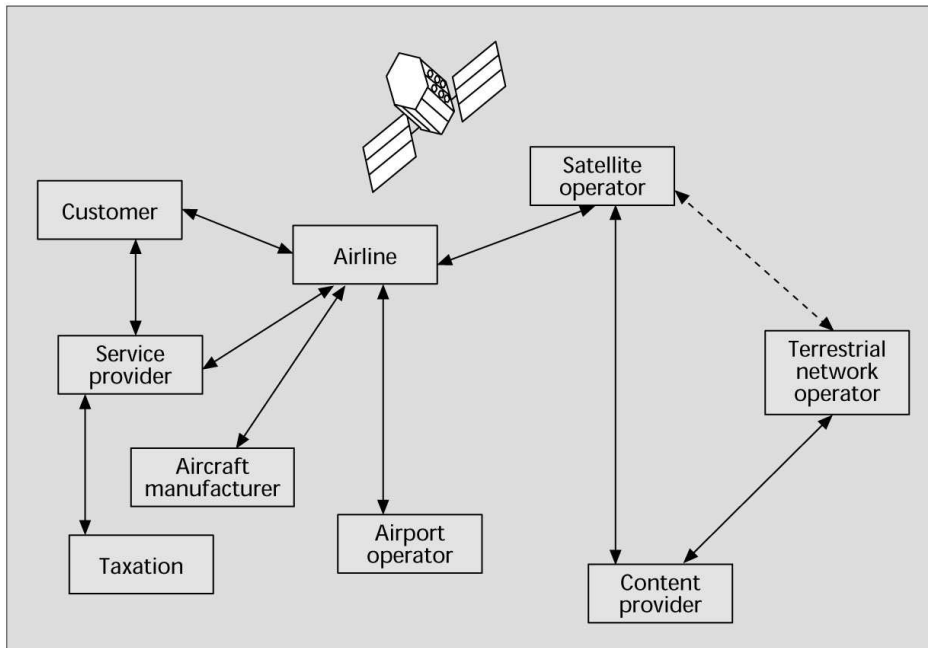 Satellite
operator
Customer
Airline
Service
provider
Terrestrial
network
operator
Aircraft
manufacturer
Airport
operator
Taxation
Content
provider